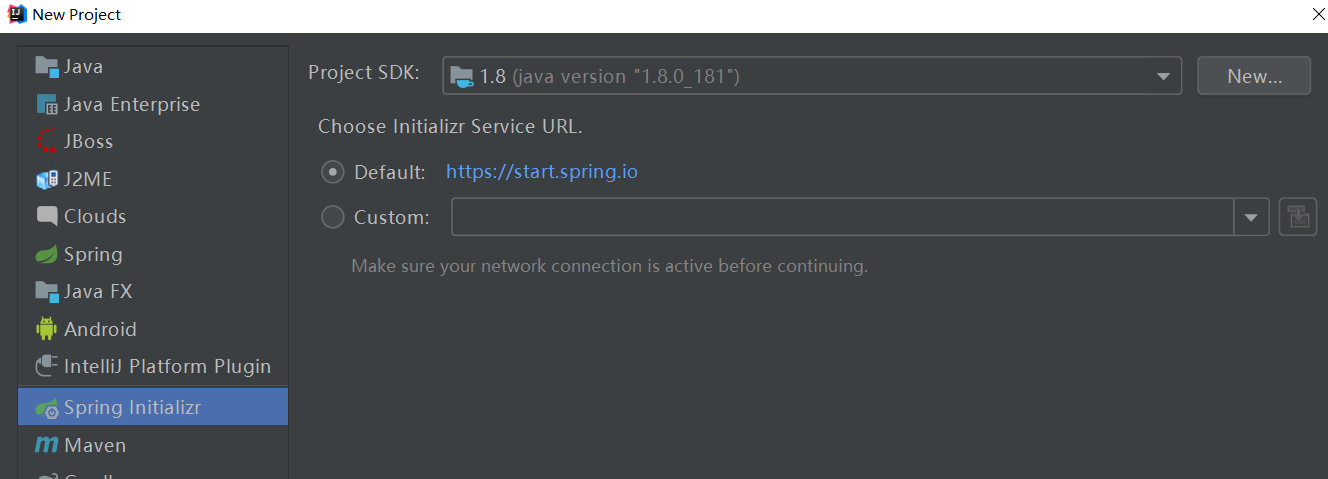 New Project
Java
Java Enterprise
JBoss
J2ME
Clouds
Spring
Java FX
Android
IntelliJ Platform Plugin
Spring Initializr
Maven
Project SDK: 1.8 (java version "1.8.0_181") New...
Choose Initializr Service URL.
Default: https://start.spring.io
Custom:
Make sure your network connection is active before continuing.